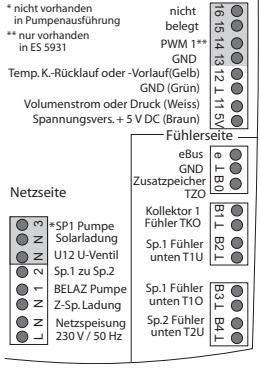 * nicht vorhanden
in Pumpenausführung
** nur vorhanden
in ES 5931
nicht
belegt
PWM 1**
GND
Temp. K.-Rücklauf oder -Vorlauf(Gelb)
GND (Grün)
Volumenstrom oder Druck (Weiss)
Spannungsvers. + 5 V DC (Braun)
16
15
14
13
12
⊥
11
5V
Fühlerseite
eBus
GND
Zusatzpeicher
TZO
e
⊥
B0
Kollektor 1
Fühler TKO
Sp.1 Fühler
unten T1U
B1
⊥
B2
⊥
Sp.1 Fühler
unten T1O
Sp.2 Fühler
unten T2U
B3
⊥
B4
⊥
Netzseite
3
N
N
2
1
N
N
L
*SP1 Pumpe
Solarladung
U12 U-Ventil
Sp.1 zu Sp.2
BELAZ Pumpe
Z-Sp. Ladung
Netzspeisung
230 V / 50 Hz